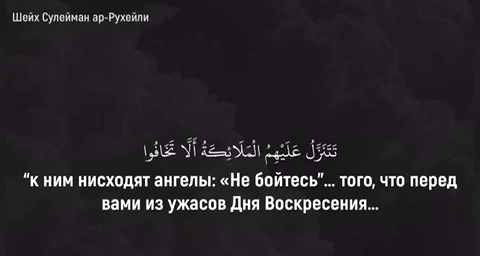 Шейх Сулейман ар-Рухейли
تَتَنَزَّلُ عَلَيْهِمُ الْمَلَائِكَةُ أَلَّا تَخَافُوا
“к ним нисходят ангелы: «Не бойтесь”... того, что перед
вами из ужасов Дня Воскресения...